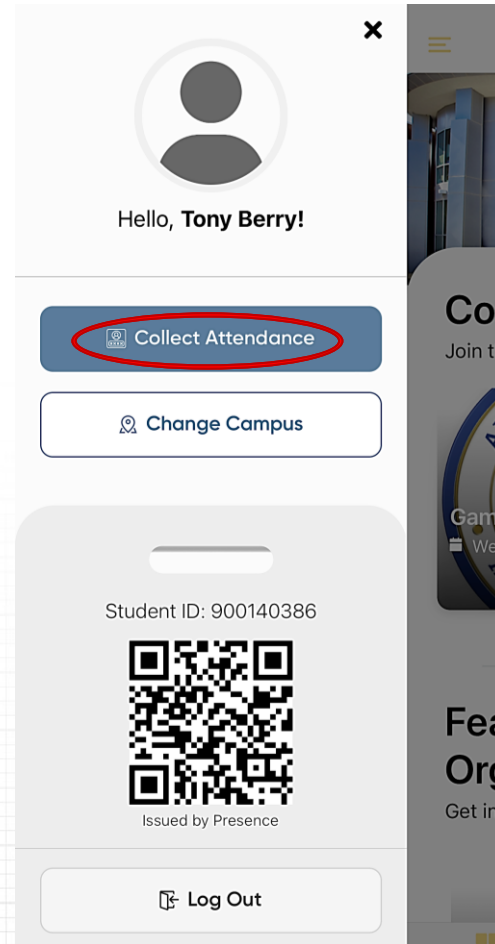 Hello, Tony Berry!
Collect Attendance
Change Campus
Student ID: 900140386
Issued by Presence
Log Out
Co
Join t
Gam
We
Fea
Org
Get in